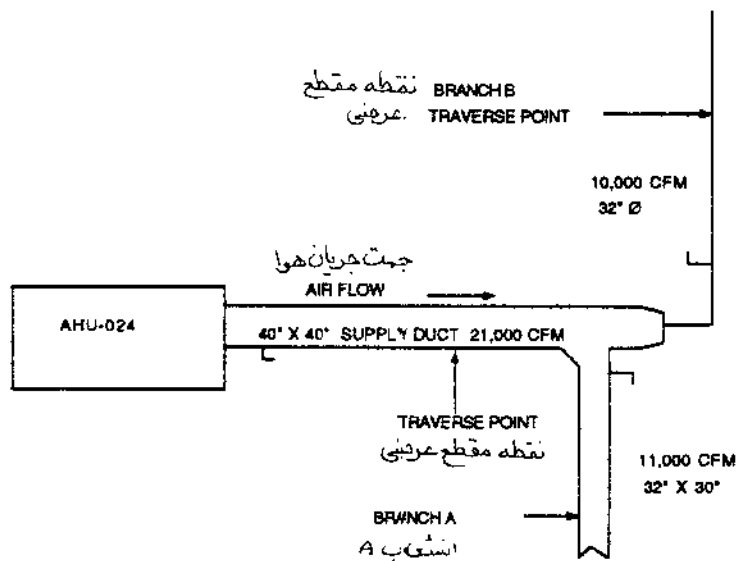 نقطه مقطع BRANCH B
عرضی TRAVERSE POINT
10,000 CFM
32" Ø
جهت جریان هوا
AIR FLOW
AHU-024
40" X 40" SUPPLY DUCT 21,000 CFM
TRAVERSE POINT
نقطه مقطع عرضی
11,000 CFM
32" X 30"
BRANCH A
انشعاب A